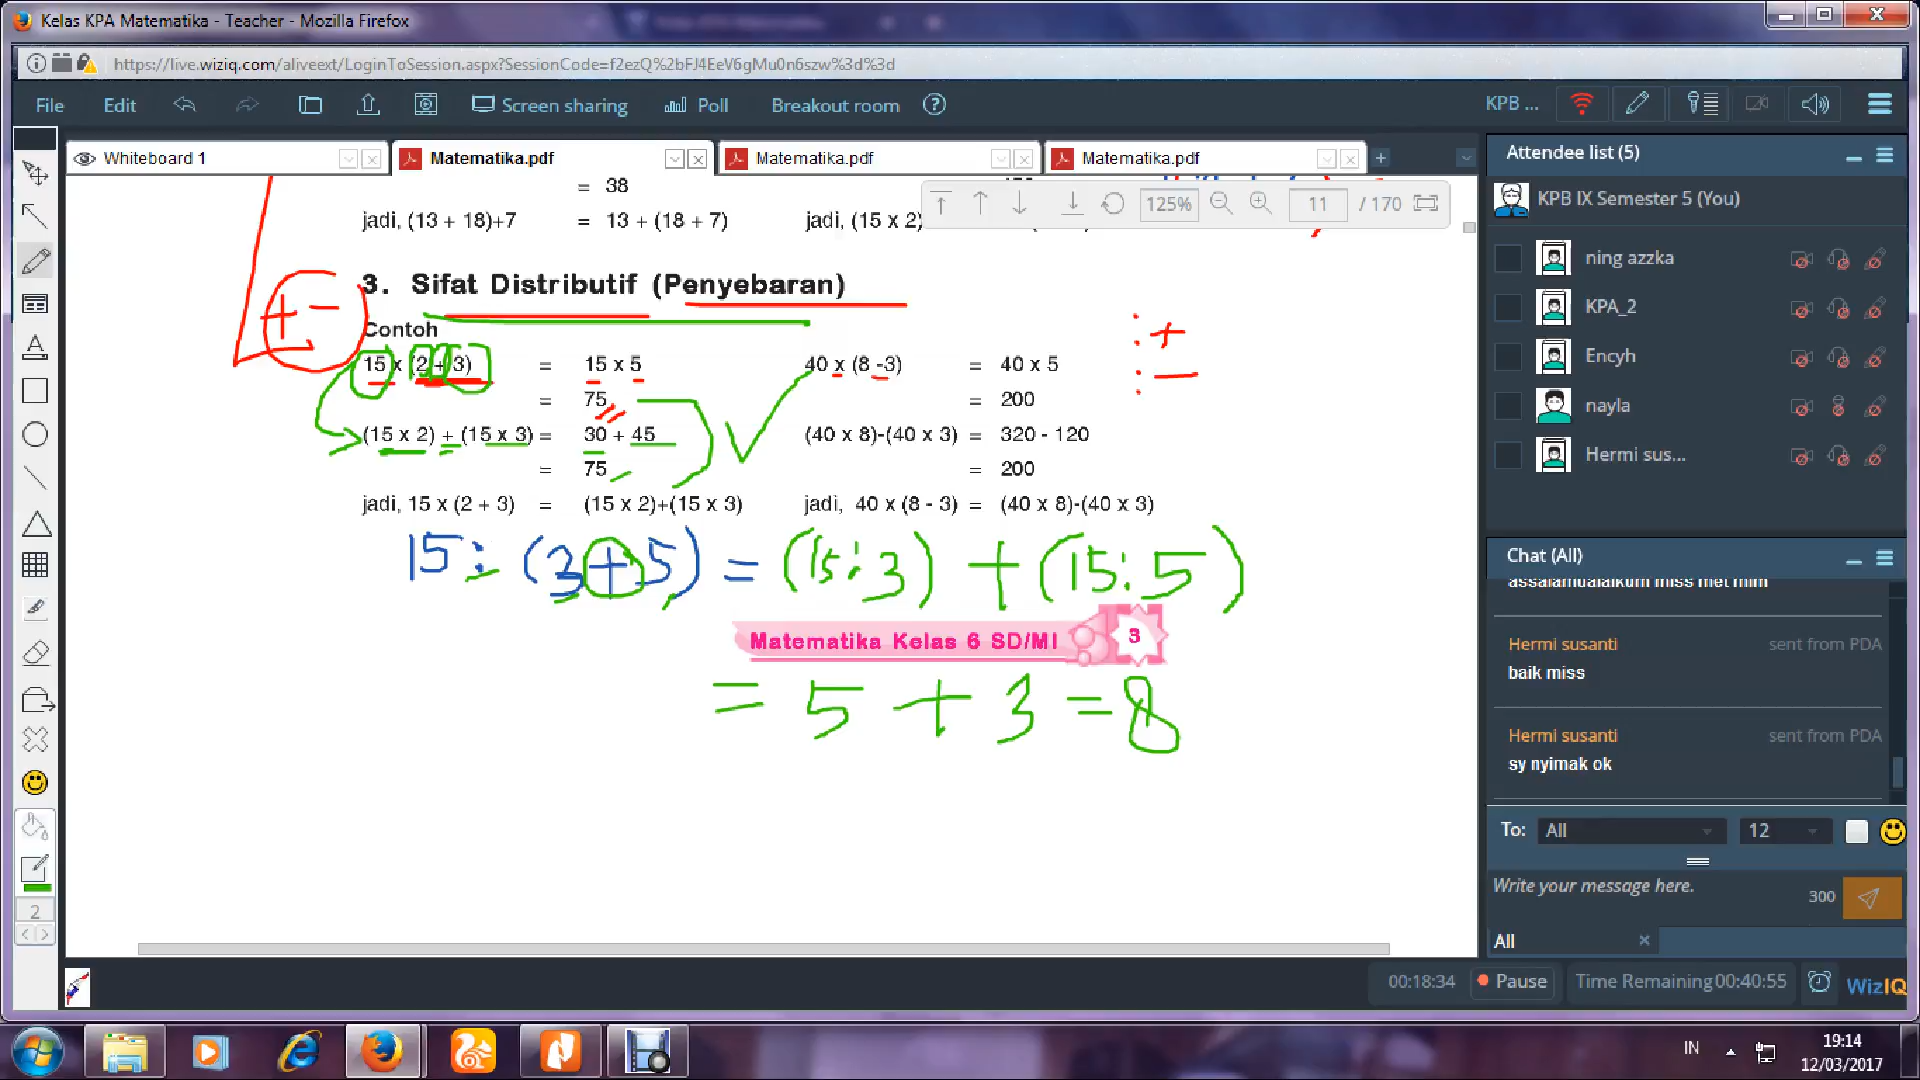 Kelas KPA Matematika - Teacher - Mozilla Firefox
https://live.wiziq.com/aliveext/LoginToSession.aspx?SessionCode=f2ezQ%2bFJ4EeV6gMu0n6szw%3d%3d
File Edit Screen sharing Poll Breakout room ? KPB ...
Whiteboard 1
Matematika.pdf
Matematika.pdf
Matematika.pdf
125% 11 / 170
= 38
jadi, (13 + 18)+7 = 13 + (18 + 7) jadi, (15 x 2)
3. Sifat Distributif (Penyebaran)
+ -
Contoh
: +
: -
15 x (2 + 3) = 15 x 5 40 x (8 -3) = 40 x 5
= 75 = 200
(15 x 2) + (15 x 3) = 30 + 45 (40 x 8)-(40 x 3) = 320 - 120
= 75 = 200
jadi, 15 x (2 + 3) = (15 x 2)+(15 x 3) jadi, 40 x (8 - 3) = (40 x 8)-(40 x 3)
15 : (3 + 5) = (15 : 3) + (15 : 5)
Matematika Kelas 6 SD/MI 3
= 5 + 3 = 8
Attendee list (5)
KPB IX Semester 5 (You)
ning azzka
KPA_2
Encyh
nayla
Hermi sus...
Chat (All)
assalamualaikum miss met mlm
Hermi susanti sent from PDA
baik miss
Hermi susanti sent from PDA
sy nyimak ok
To: All 12
Write your message here. 300
All
2
00:18:34 Pause Time Remaining 00:40:55 WizIQ
IN 19:14
12/03/2017